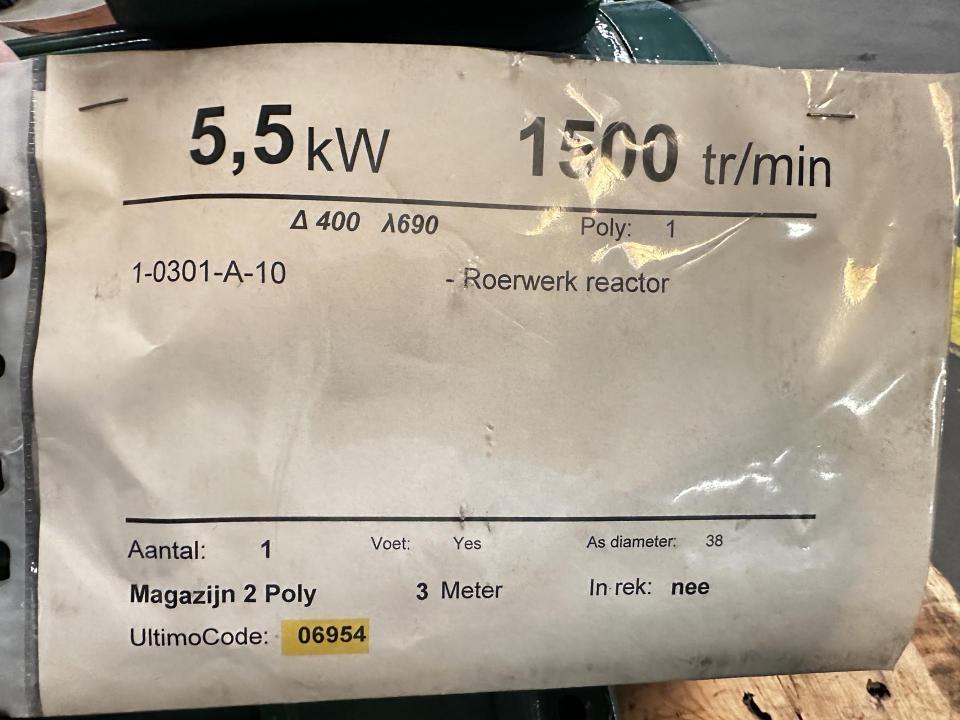 5,5 kW 1500 tr/min
Δ 400 λ690 Poly: 1
1-0301-A-10 - Roerwerk reactor
Aantal: 1 Voet: Yes As diameter: 38
Magazijn 2 Poly 3 Meter In rek: nee
UltimoCode: 06954